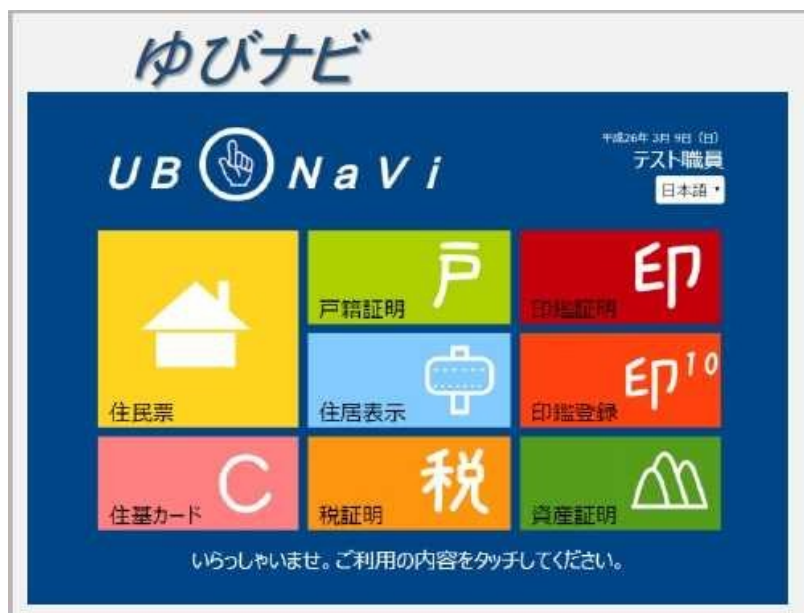 ゆびナビ
UB NaVi
平成26年 3月 9日 (日)
テスト職員
日本語
戸
戸籍証明
印
印鑑証明
住民票
住居表示
印10
印鑑登録
C
住基カード
税
税証明
資産証明
いらっしゃいませ。ご利用の内容をタッチしてください。